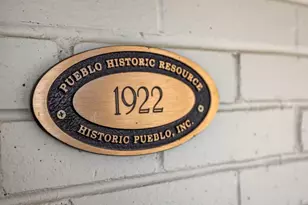 PUEBLO HISTORIC RESOURCE
1922
HISTORIC PUEBLO, INC.